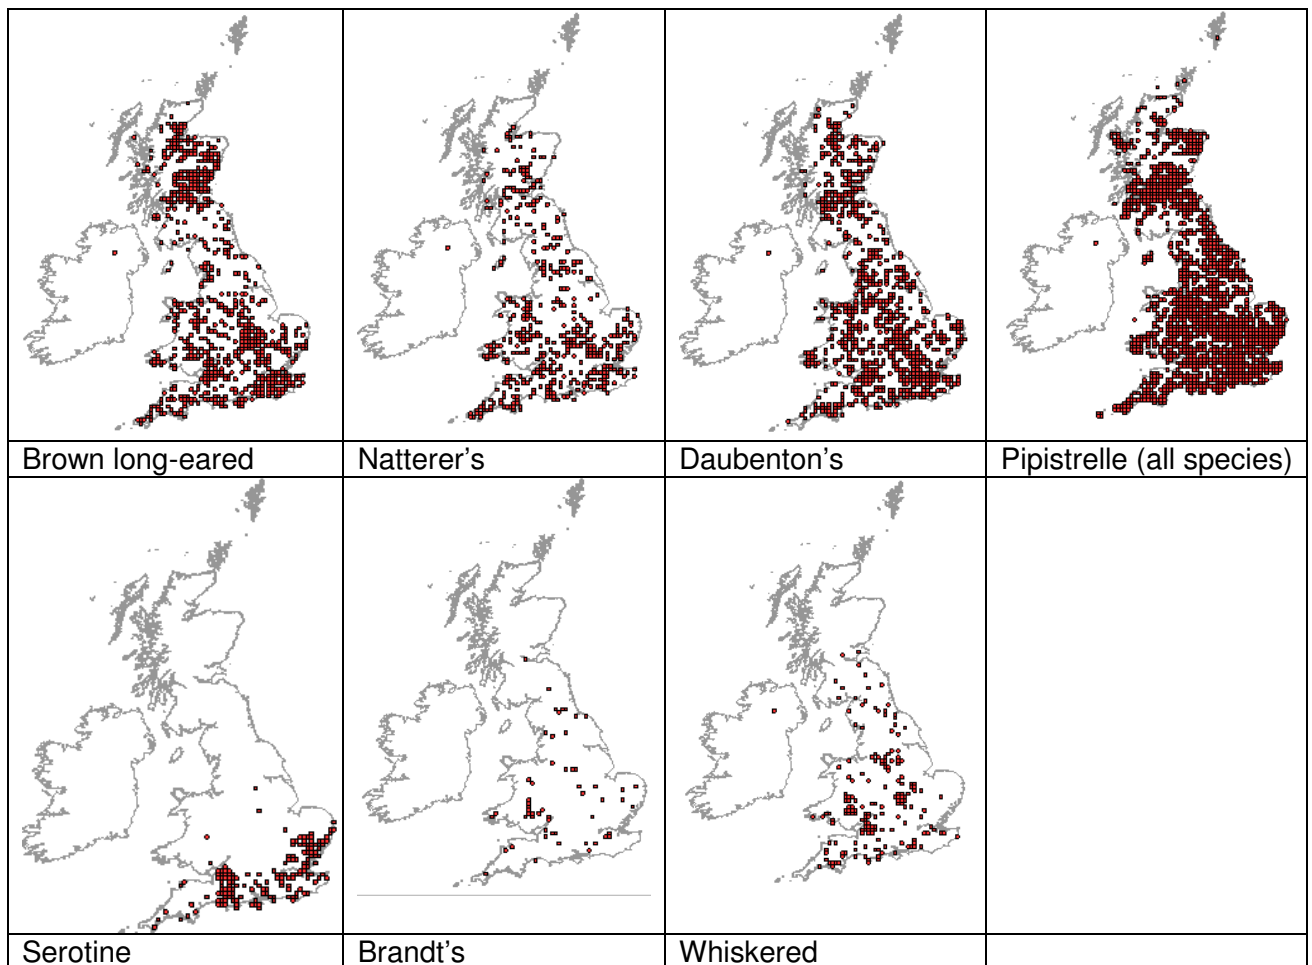 Brown long-eared
Natterer's
Daubenton's
Pipistrelle (all species)
Serotine
Brandt's
Whiskered